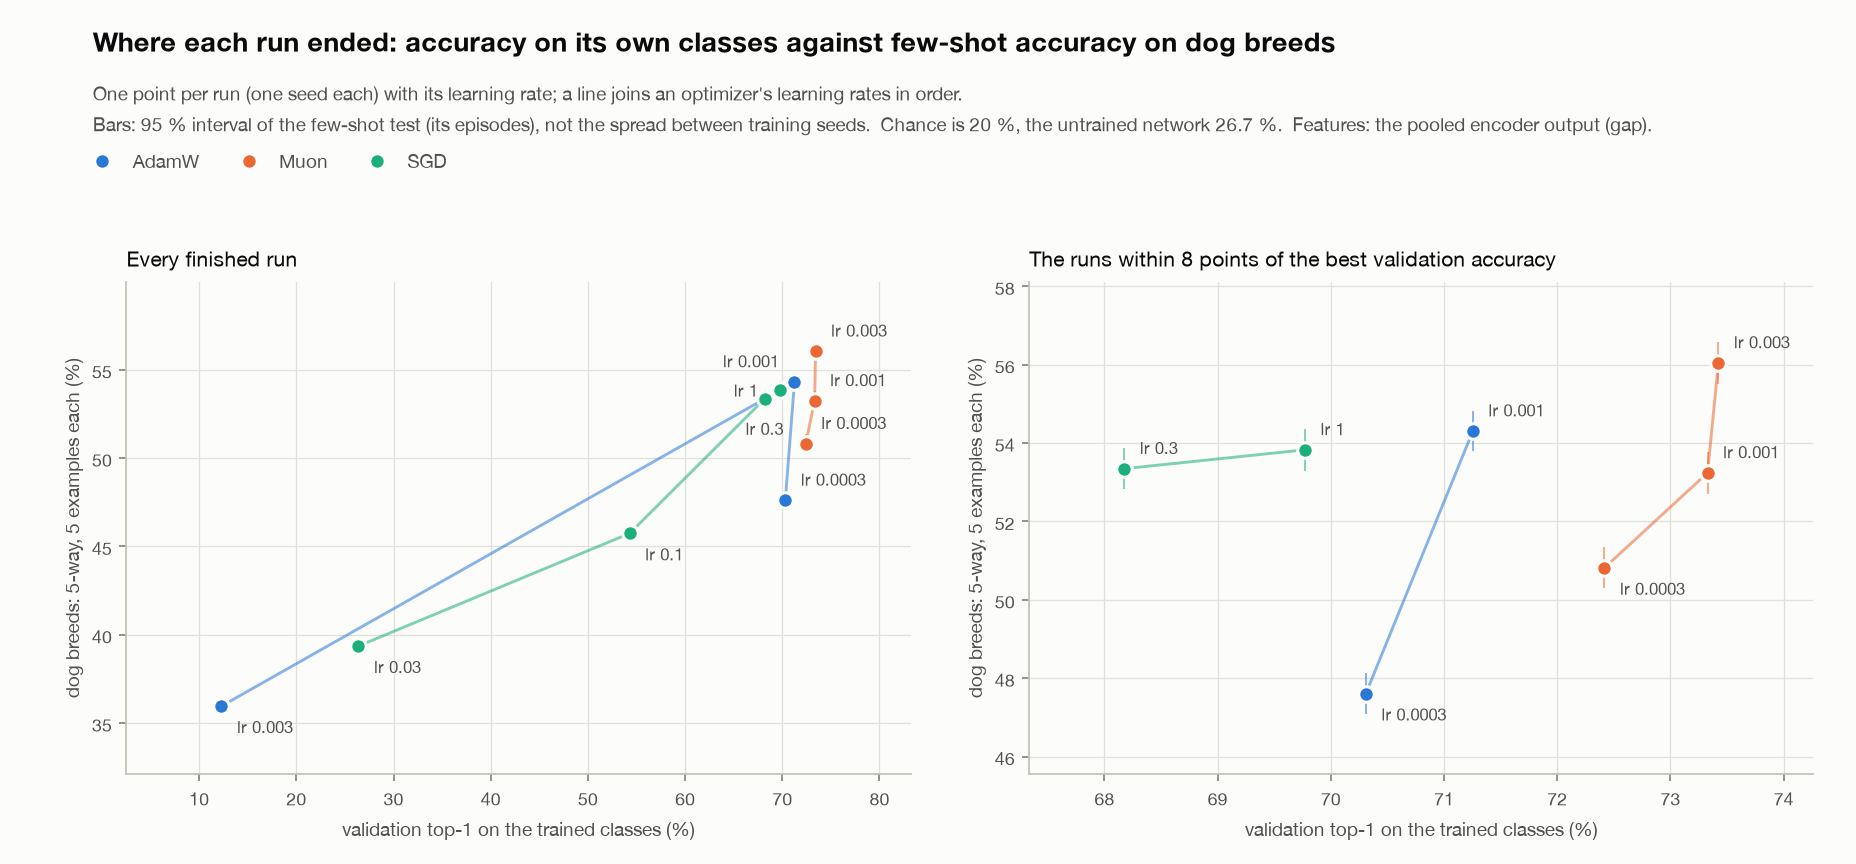 Where each run ended: accuracy on its own classes against few-shot accuracy on dog breeds
One point per run (one seed each) with its learning rate; a line joins an optimizer's learning rates in order.
Bars: 95 % interval of the few-shot test (its episodes), not the spread between training seeds.  Chance is 20 %, the untrained network 26.7 %.  Features: the pooled encoder output (gap).
AdamW
Muon
SGD
Every finished run
dog breeds: 5-way, 5 examples each (%)
55
50
45
40
35
lr 0.003
lr 0.001
lr 0.001
lr 1
lr 0.0003
lr 0.3
lr 0.0003
lr 0.1
lr 0.03
lr 0.003
10
20
30
40
50
60
70
80
validation top-1 on the trained classes (%)
The runs within 8 points of the best validation accuracy
dog breeds: 5-way, 5 examples each (%)
58
56
54
52
50
48
46
lr 0.003
lr 0.001
lr 1
lr 0.3
lr 0.001
lr 0.0003
lr 0.0003
68
69
70
71
72
73
74
validation top-1 on the trained classes (%)